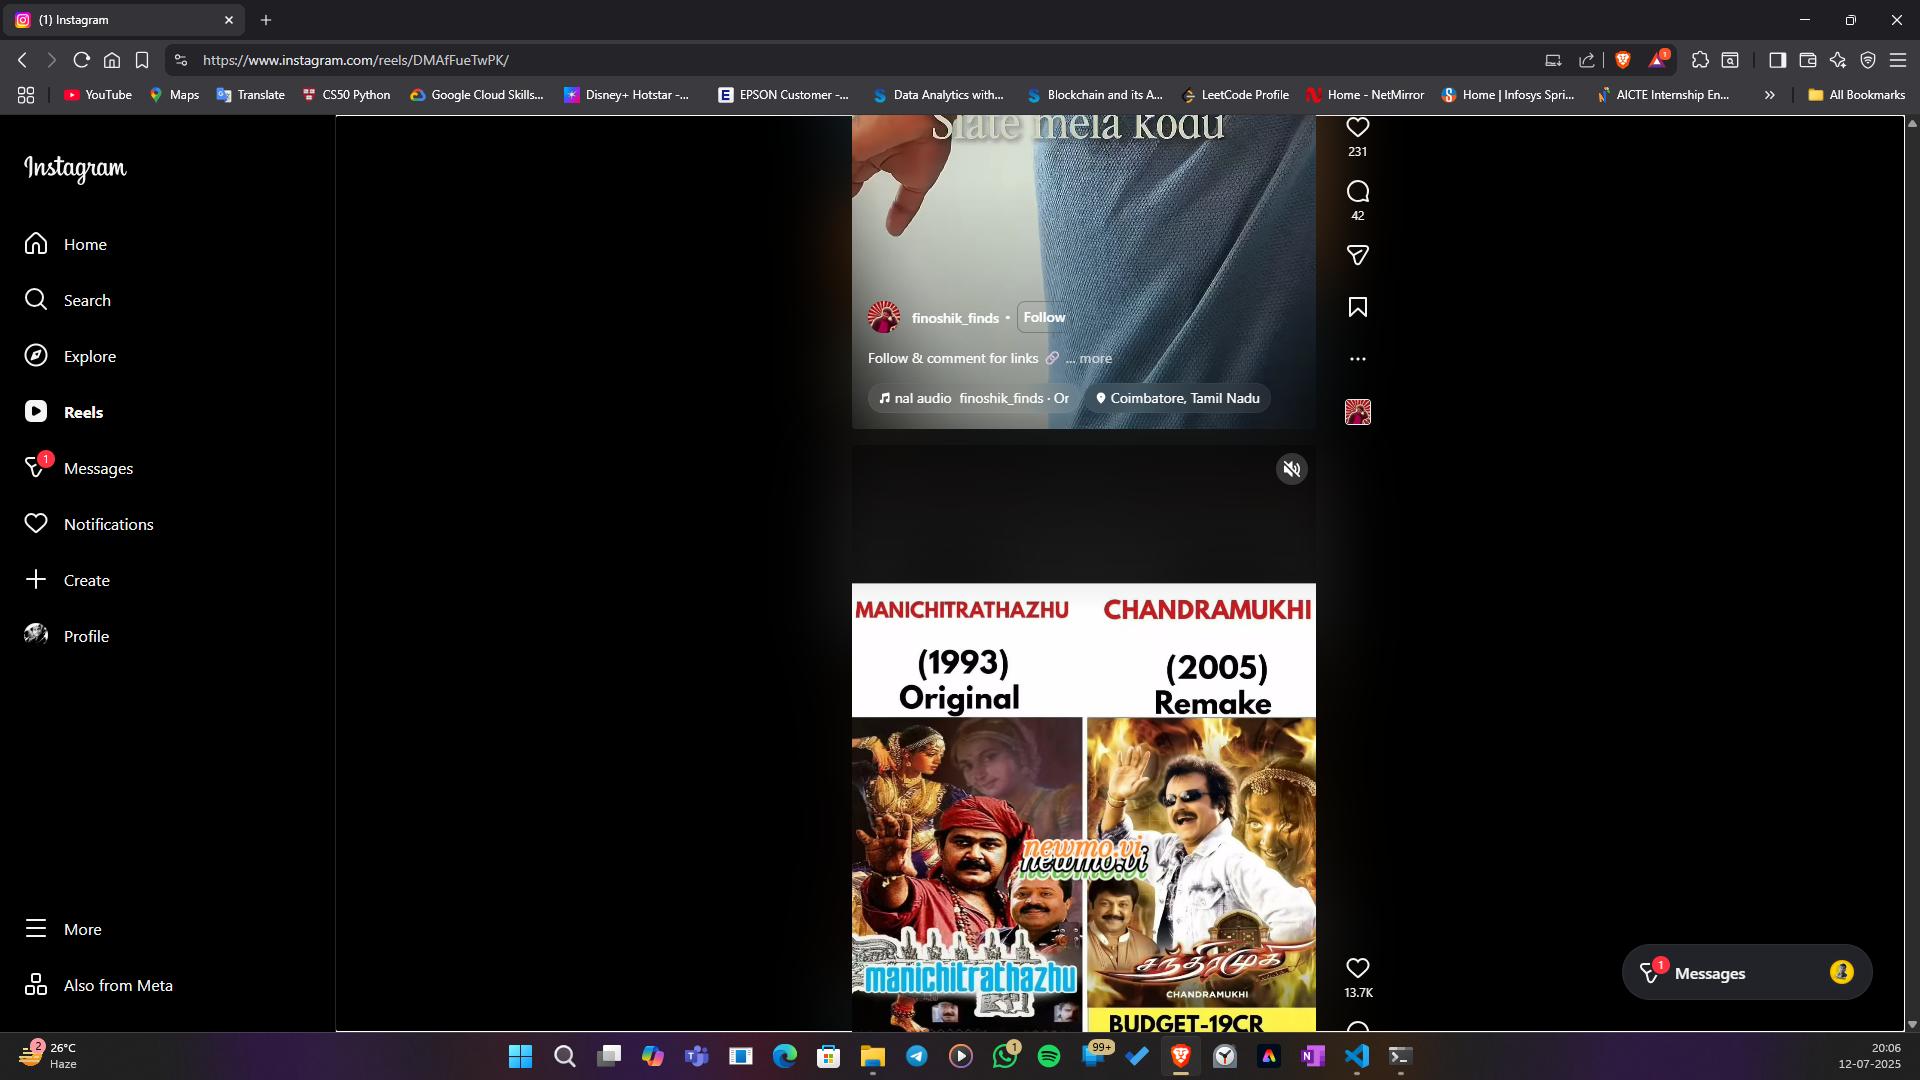 (1) Instagram
https://www.instagram.com/reels/DMAfFueTwPK/
1
YouTube
Maps
Translate
CS50 Python
Google Cloud Skills...
Disney+ Hotstar -...
EPSON Customer -...
Data Analytics with...
Blockchain and its A...
LeetCode Profile
Home - NetMirror
Home | Infosys Spri...
AICTE Internship En...
All Bookmarks
Instagram
Home
Search
Explore
Reels
1
Messages
Notifications
Create
Profile
More
Also from Meta
Slate mela kodu
231
42
finoshik_finds • Follow
Follow & comment for links 🔗 ... more
nal audio finoshik_finds · Or
Coimbatore, Tamil Nadu
MANICHITRATHAZHU
(1993)
Original
CHANDRAMUKHI
(2005)
Remake
newmo.vi
newmo.vi
manichitrathazhu
சந்திரமுகி
CHANDRAMUKHI
BUDGET-19CR
13.7K
1
Messages
2
26°C
Haze
1
99+
20:06
12-07-2025